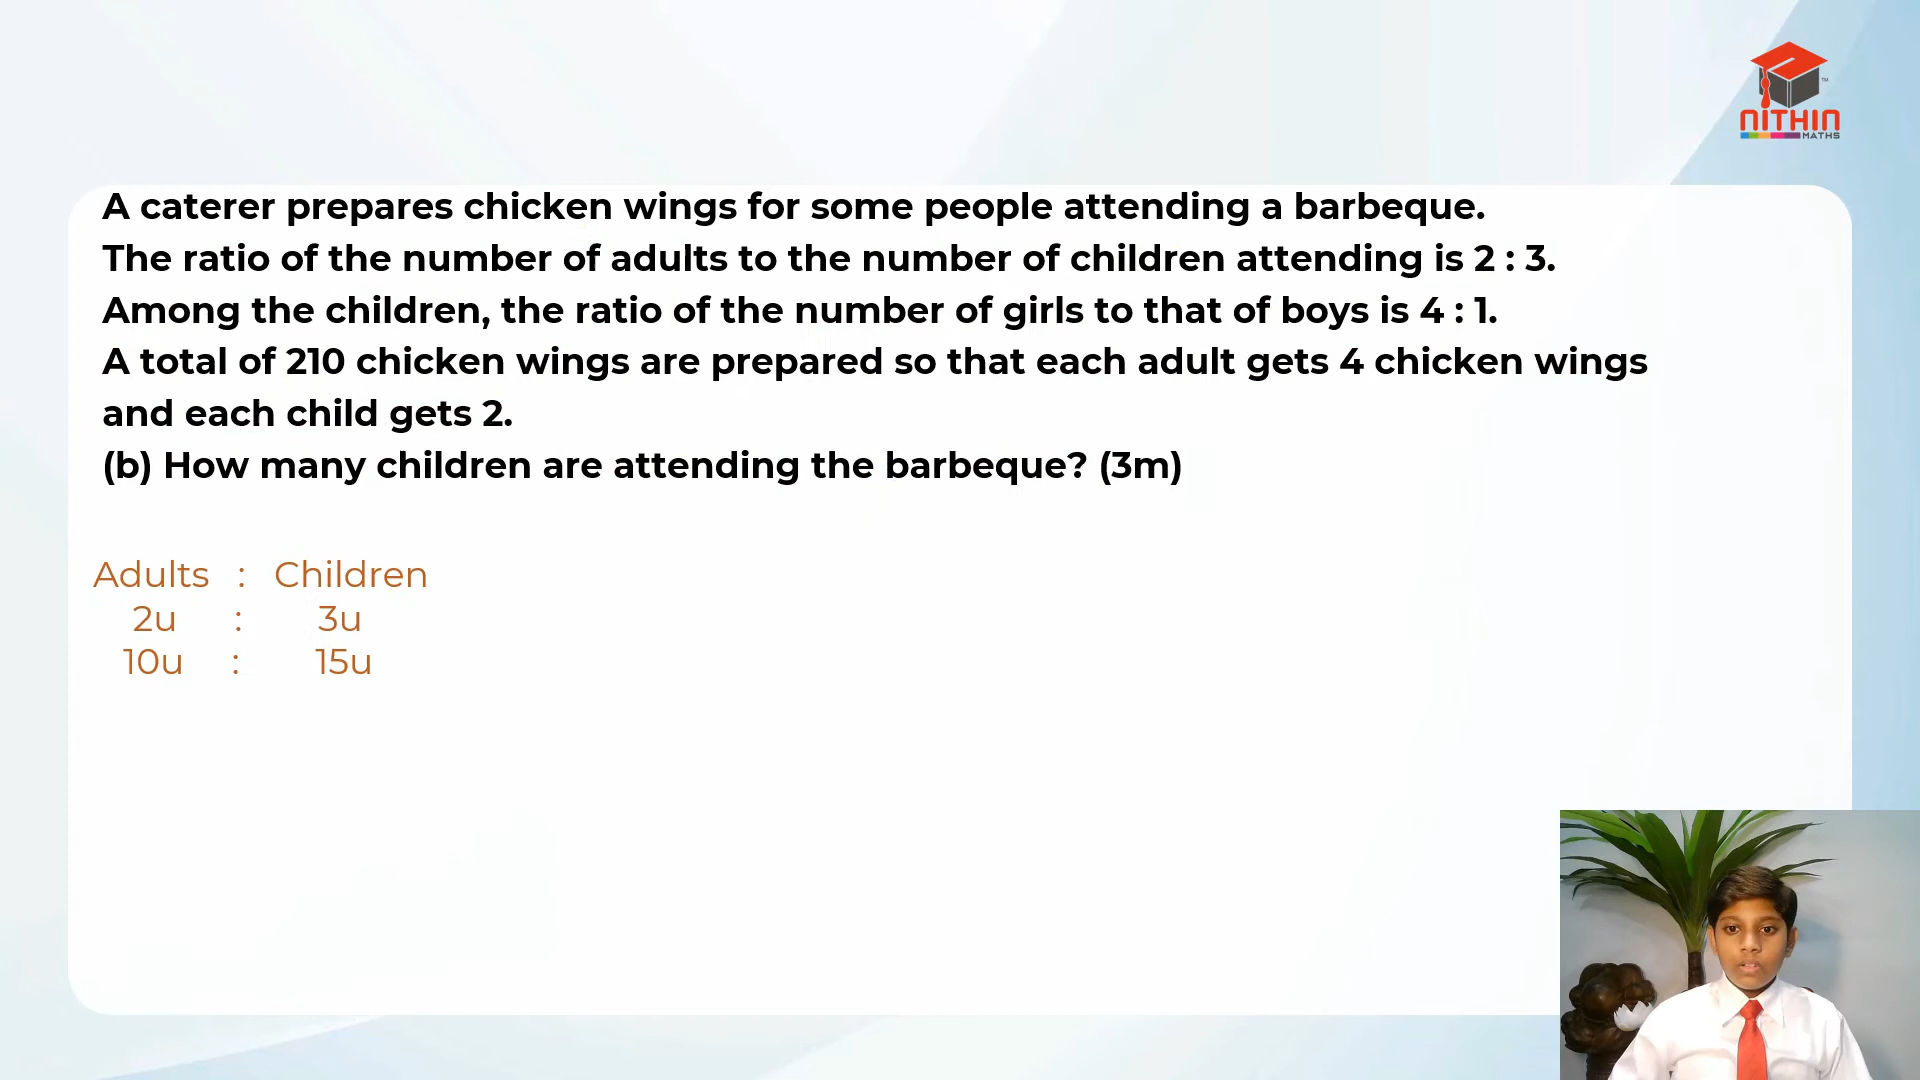 NITHIN
MATHS
TM
A caterer prepares chicken wings for some people attending a barbeque.
The ratio of the number of adults to the number of children attending is 2 : 3.
Among the children, the ratio of the number of girls to that of boys is 4 : 1.
A total of 210 chicken wings are prepared so that each adult gets 4 chicken wings
and each child gets 2.
(b) How many children are attending the barbeque? (3m)
Adults : Children
2u : 3u
10u : 15u